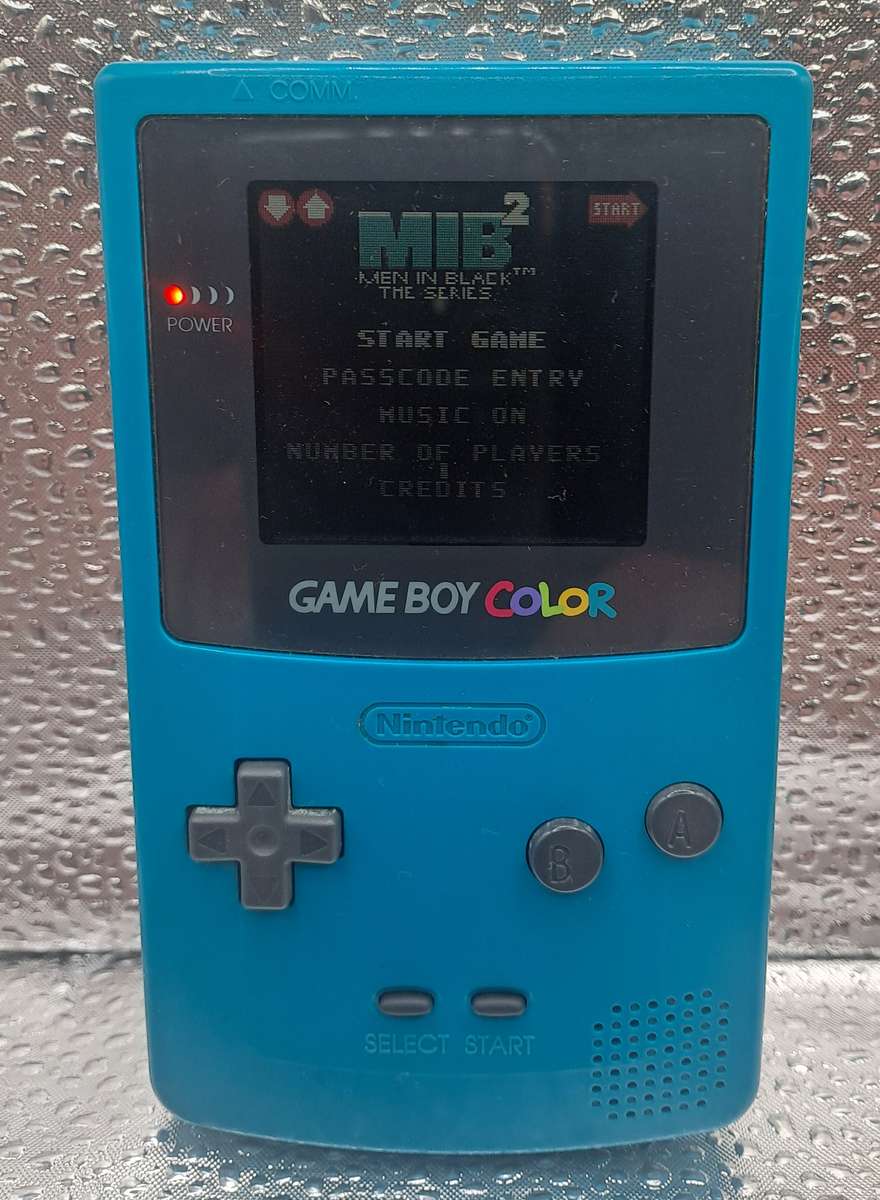 COMM.
START
MIB2
MEN IN BLACK™
THE SERIES
POWER
START GAME
PASSCODE ENTRY
MUSIC ON
NUMBER OF PLAYERS
1
CREDITS
GAME BOY COLOR
Nintendo®
A
B
SELECT START